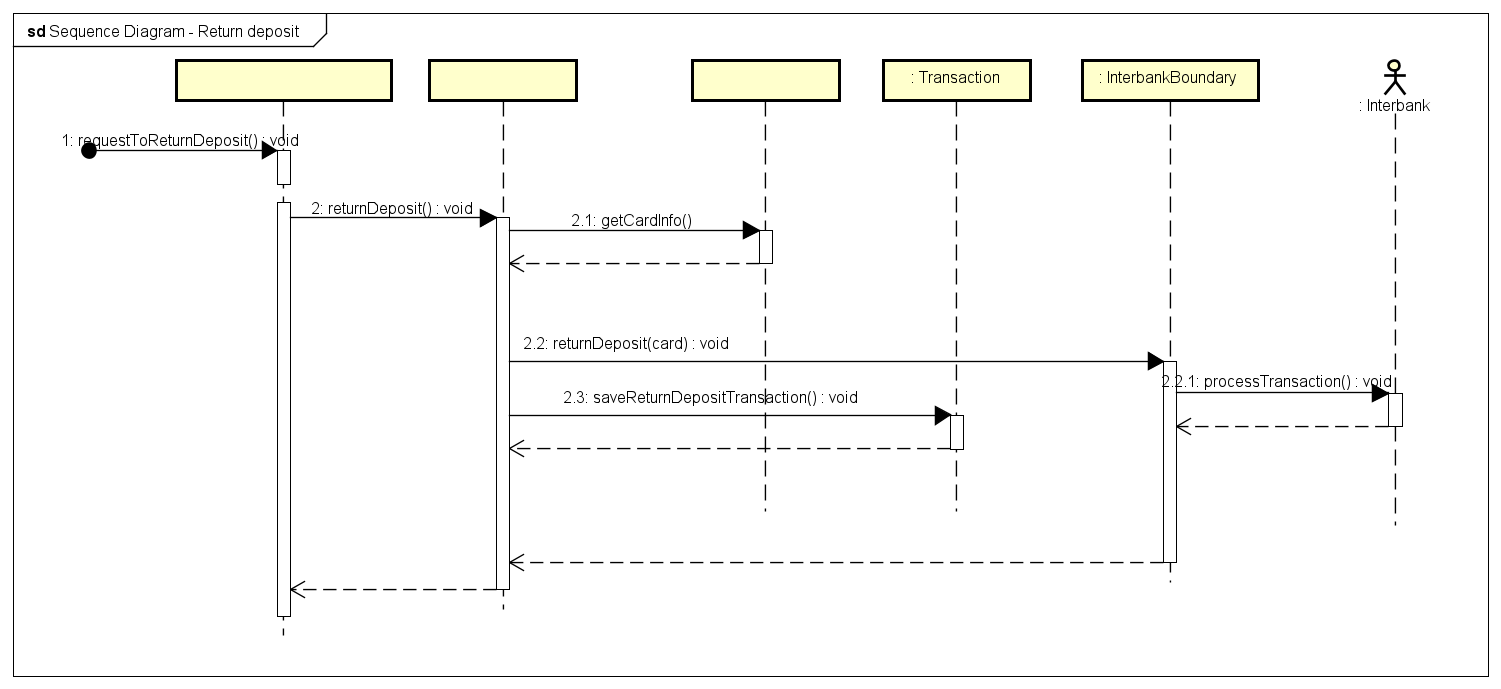 sd Sequence Diagram - Return deposit
: Transaction
: InterbankBoundary
: Interbank
1: requestToReturnDeposit() : void
2: returnDeposit() : void
2.1: getCardInfo()
2.2: returnDeposit(card) : void
2.2.1: processTransaction() : void
2.3: saveReturnDepositTransaction() : void